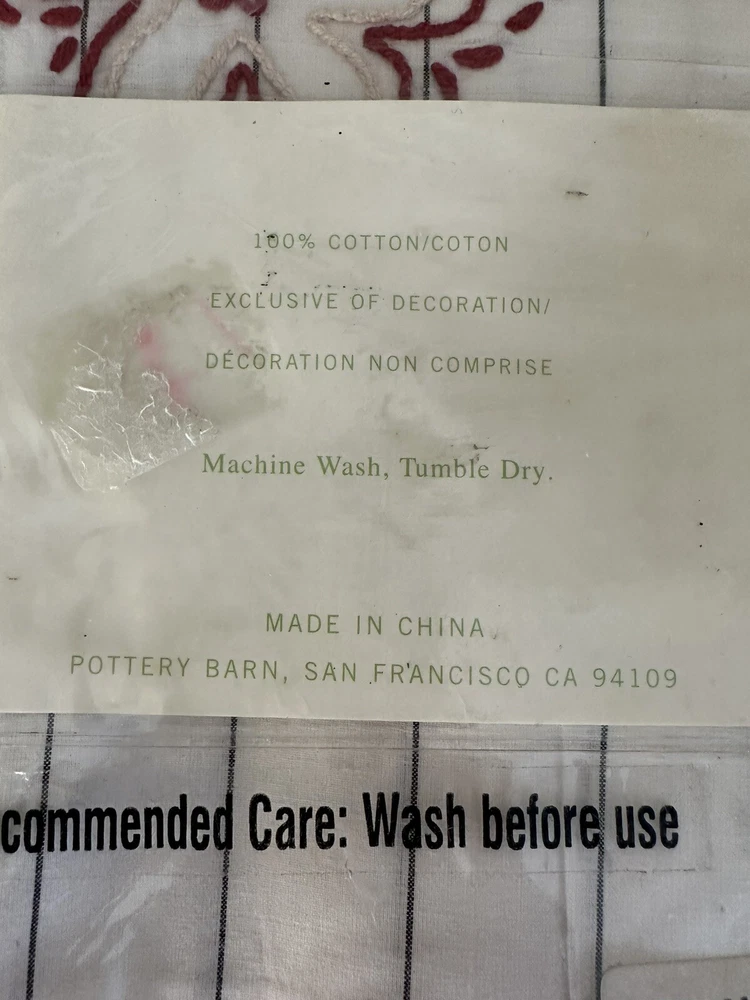 100% COTTON/COTON
EXCLUSIVE OF DECORATION/
DÉCORATION NON COMPRISE
Machine Wash, Tumble Dry.
MADE IN CHINA
POTTERY BARN, SAN FRANCISCO CA 94109
commended Care: Wash before use